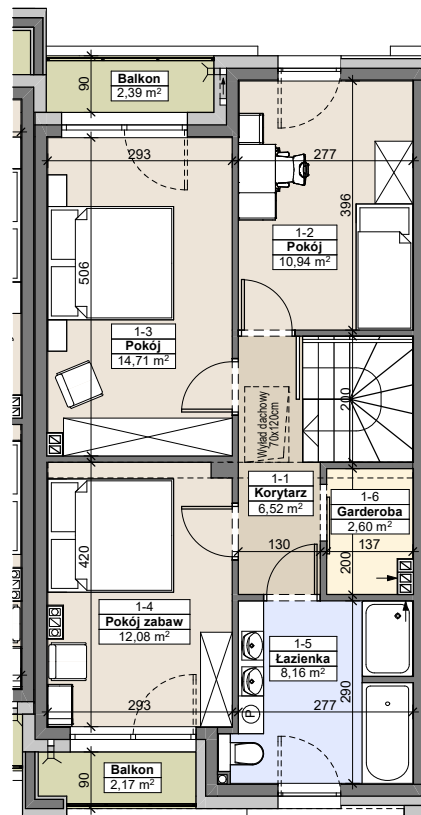 90
Balkon
2,39 m²
293
277
396
1-2
Pokój
10,94 m²
506
1-3
Pokój
14,71 m²
Wyłaz dachowy
70x120cm
200
1-1
Korytarz
6,52 m²
1-6
Garderoba
2,60 m²
130
137
200
420
1-4
Pokój zabaw
12,08 m²
1-5
Łazienka
8,16 m²
P
290
293
277
90
Balkon
2,17 m²